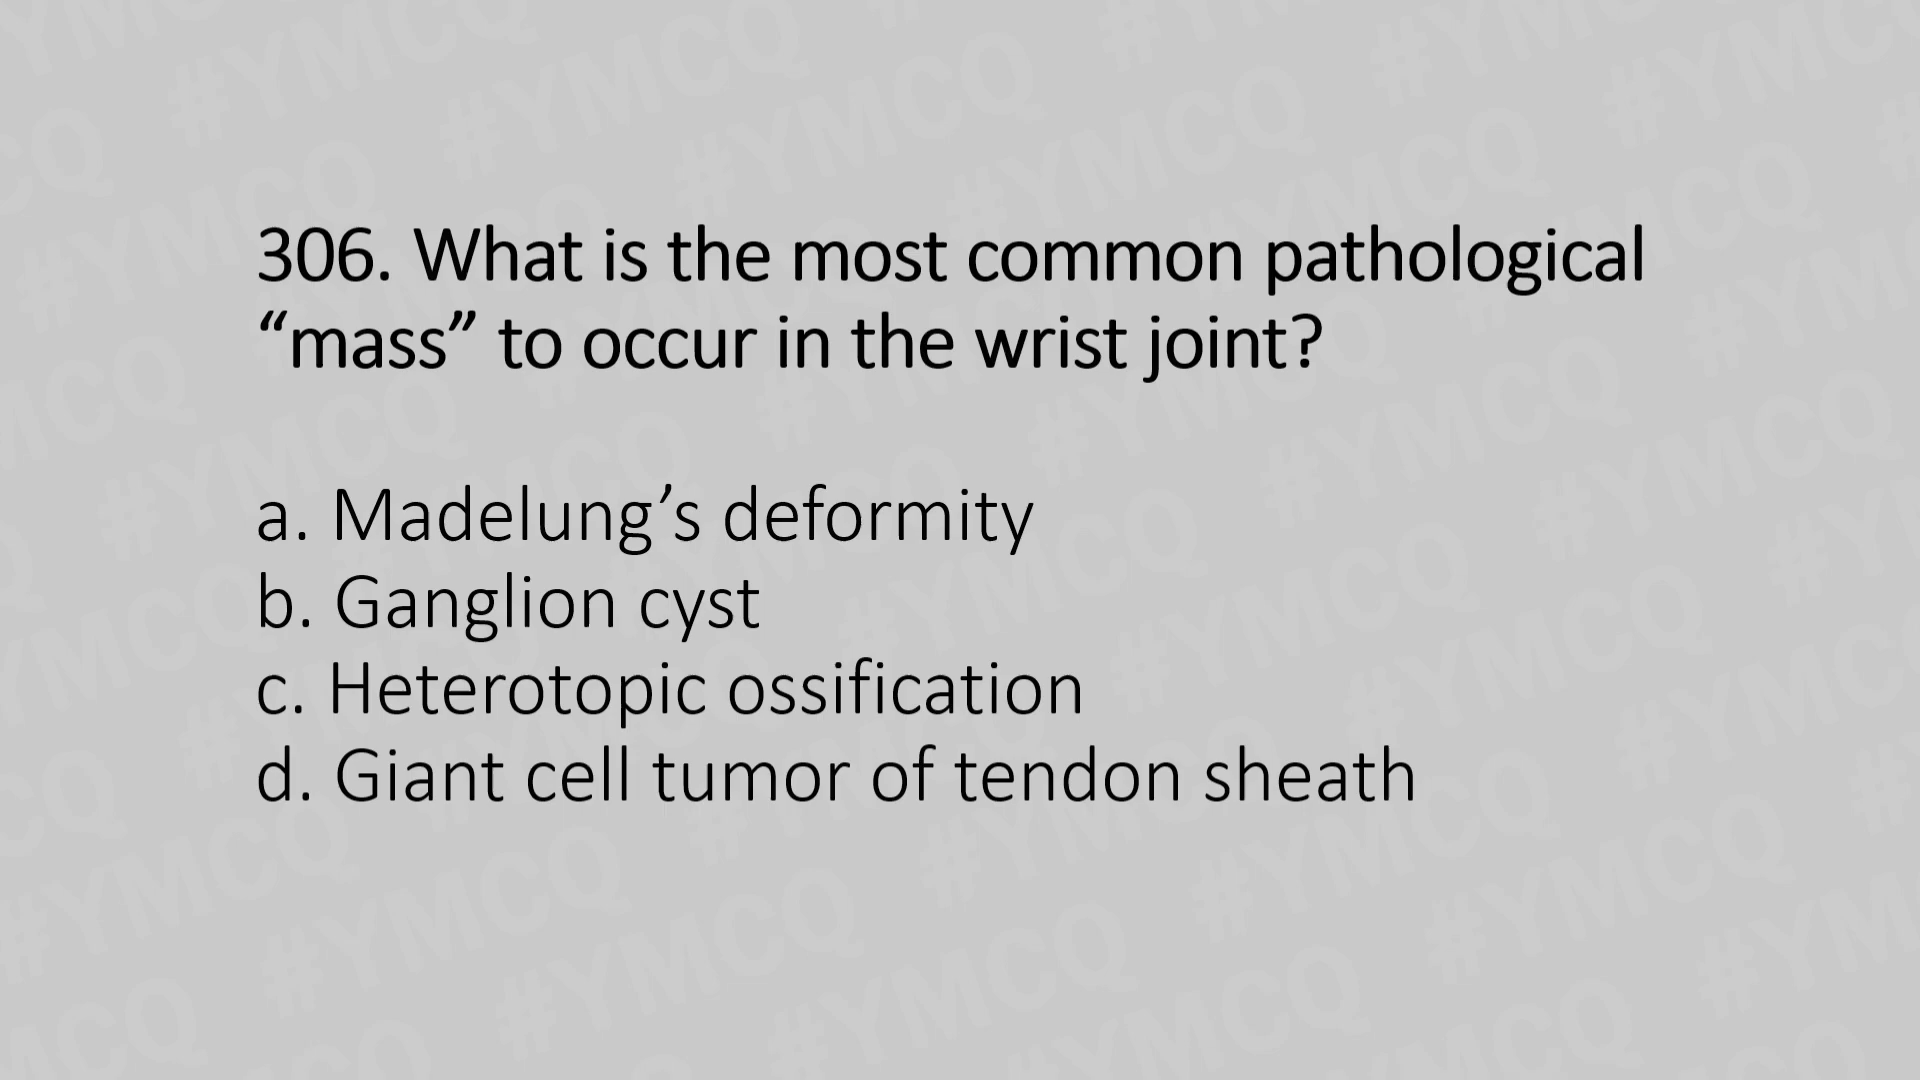 306. What is the most common pathological
“mass” to occur in the wrist joint?
a. Madelung’s deformity
b. Ganglion cyst
c. Heterotopic ossification
d. Giant cell tumor of tendon sheath